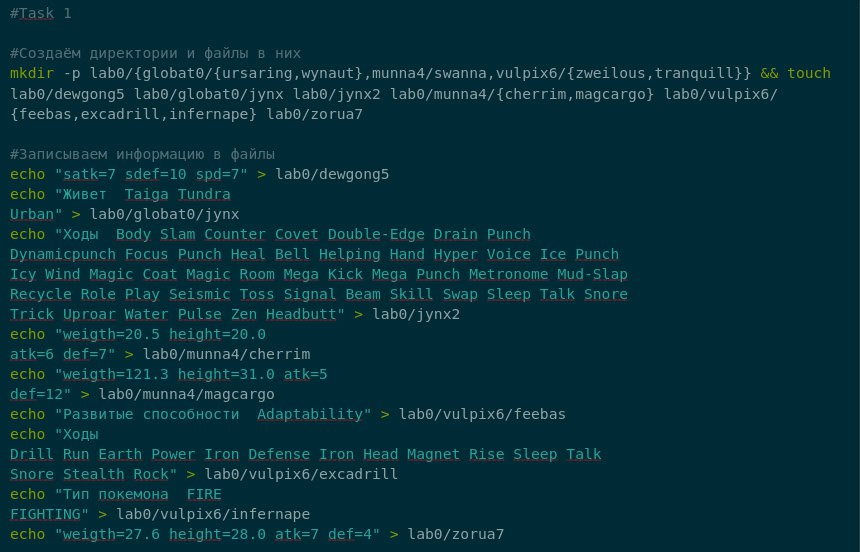 #Task 1
#Создаём директории и файлы в них
mkdir -p lab0/{globat0/{ursaring,wynaut},munna4/swanna,vulpix6/{zweilous,tranquill}} && touch
lab0/dewgong5 lab0/globat0/jynx lab0/jynx2 lab0/munna4/{cherrim,magcargo} lab0/vulpix6/
{feebas,excadrill,infernape} lab0/zorua7
#Записываем информацию в файлы
echo "satk=7 sdef=10 spd=7" > lab0/dewgong5
echo "Живет  Taiga Tundra
Urban" > lab0/globat0/jynx
echo "Ходы  Body Slam Counter Covet Double-Edge Drain Punch
Dynamicpunch Focus Punch Heal Bell Helping Hand Hyper Voice Ice Punch
Icy Wind Magic Coat Magic Room Mega Kick Mega Punch Metronome Mud-Slap
Recycle Role Play Seismic Toss Signal Beam Skill Swap Sleep Talk Snore
Trick Uproar Water Pulse Zen Headbutt" > lab0/jynx2
echo "weigth=20.5 height=20.0
atk=6 def=7" > lab0/munna4/cherrim
echo "weigth=121.3 height=31.0 atk=5
def=12" > lab0/munna4/magcargo
echo "Развитые способности  Adaptability" > lab0/vulpix6/feebas
echo "Ходы
Drill Run Earth Power Iron Defense Iron Head Magnet Rise Sleep Talk
Snore Stealth Rock" > lab0/vulpix6/excadrill
echo "Тип покемона  FIRE
FIGHTING" > lab0/vulpix6/infernape
echo "weigth=27.6 height=28.0 atk=7 def=4" > lab0/zorua7